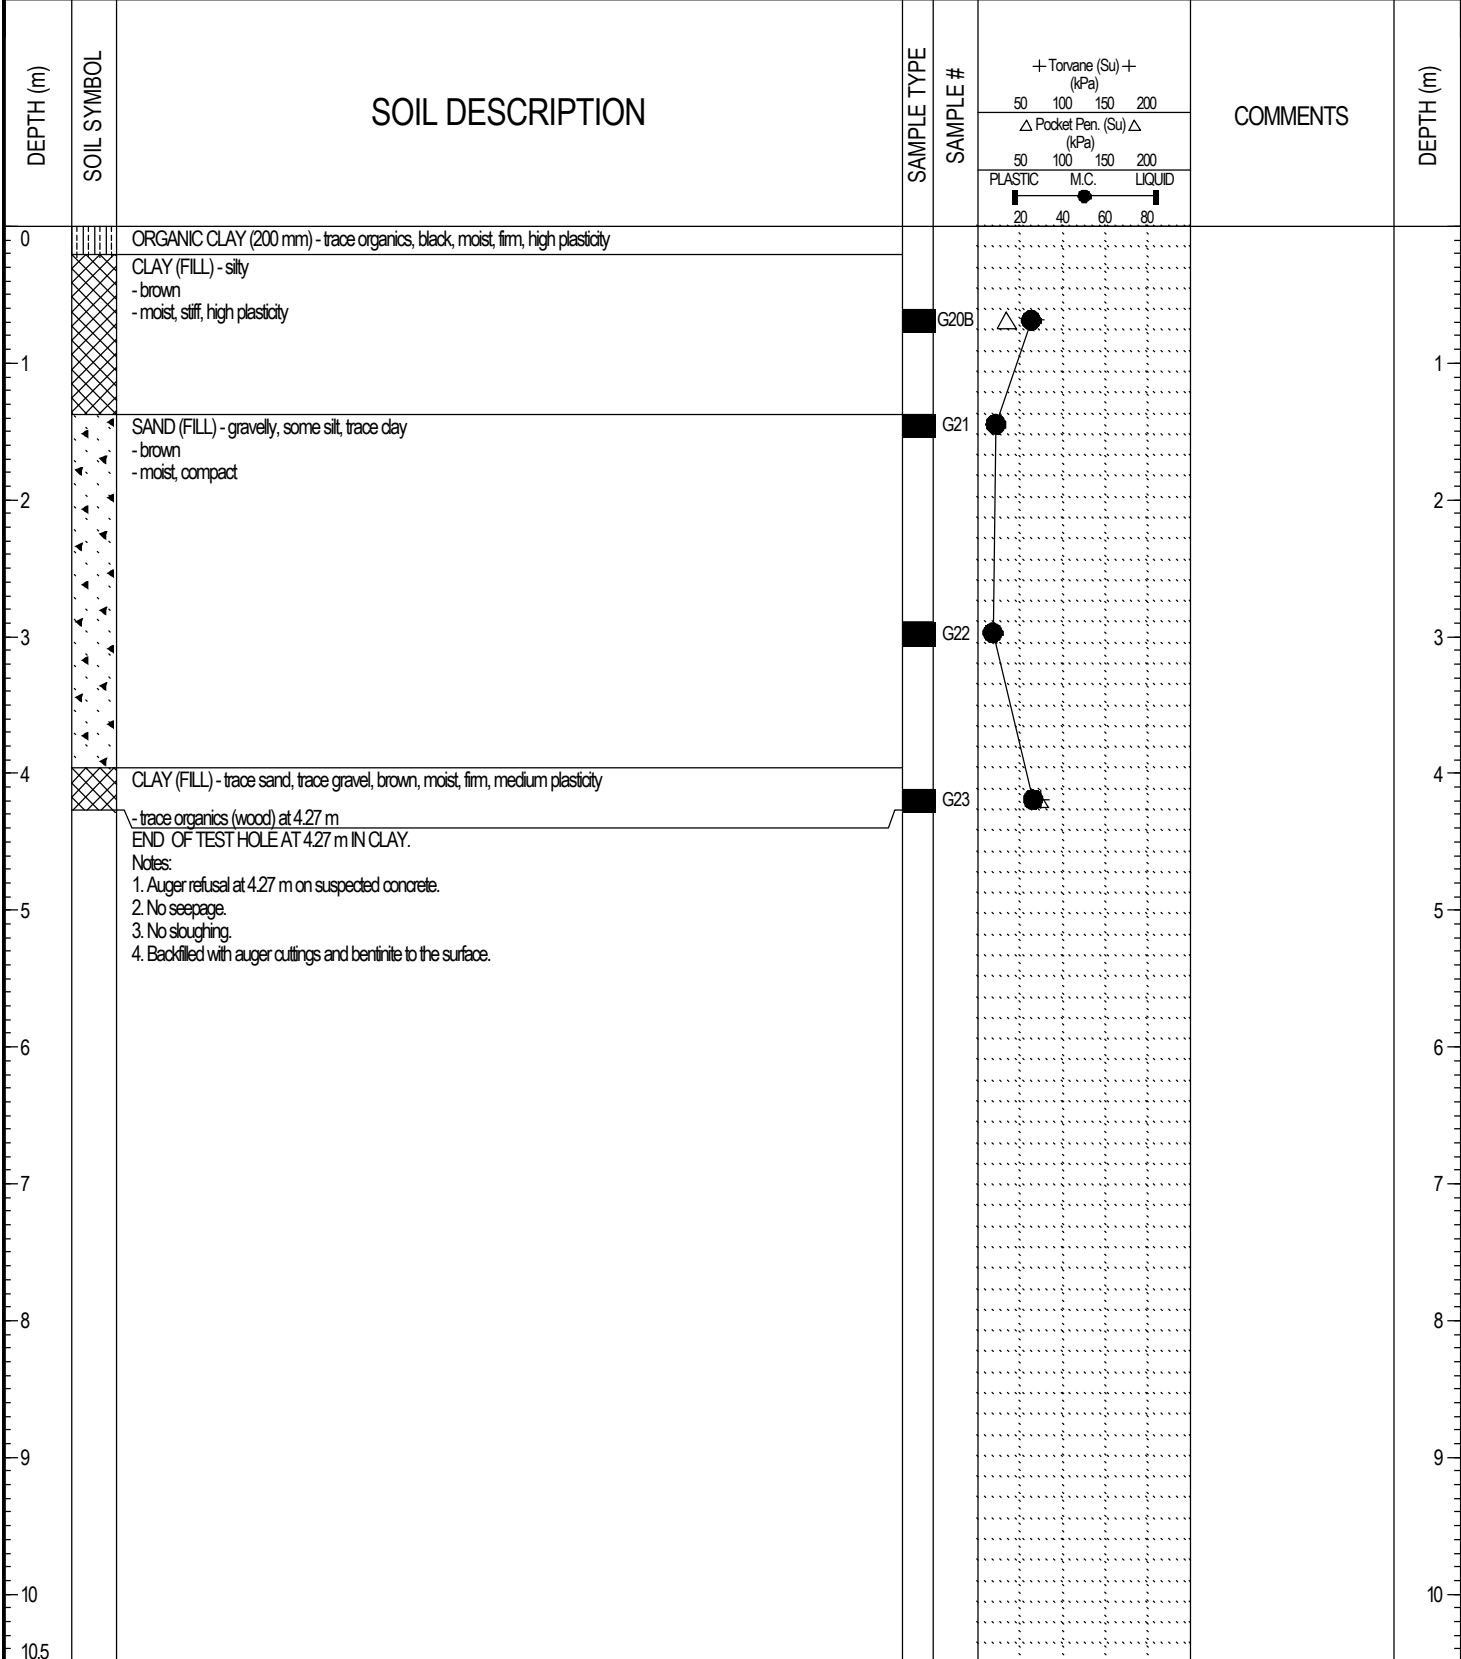 DEPTH (m)
SOIL SYMBOL
SOIL DESCRIPTION
SAMPLE TYPE
SAMPLE #
Torvane (Su)
(kPa)
50 100 150 200
Pocket Pen. (Su)
(kPa)
50 100 150 200
PLASTIC M.C. LIQUID
20 40 60 80
COMMENTS
DEPTH (m)
0
ORGANIC CLAY (200 mm) - trace organics, black, moist, firm, high plasticity
CLAY (FILL) - silty
- brown
- moist, stiff, high plasticity
G20B
1 1
SAND (FILL) - gravelly, some silt, trace clay
- brown
- moist, compact
G21
2 2
G22
3 3
4 4
CLAY (FILL) - trace sand, trace gravel, brown, moist, firm, medium plasticity
G23
- trace organics (wood) at 4.27 m
END OF TEST HOLE AT 4.27 m IN CLAY.
Notes:
1. Auger refusal at 4.27 m on suspected concrete.
2. No seepage.
3. No sloughing.
4. Backfilled with auger cuttings and bentinite to the surface.
5 5
6 6
7 7
8 8
9 9
10 10
10.5